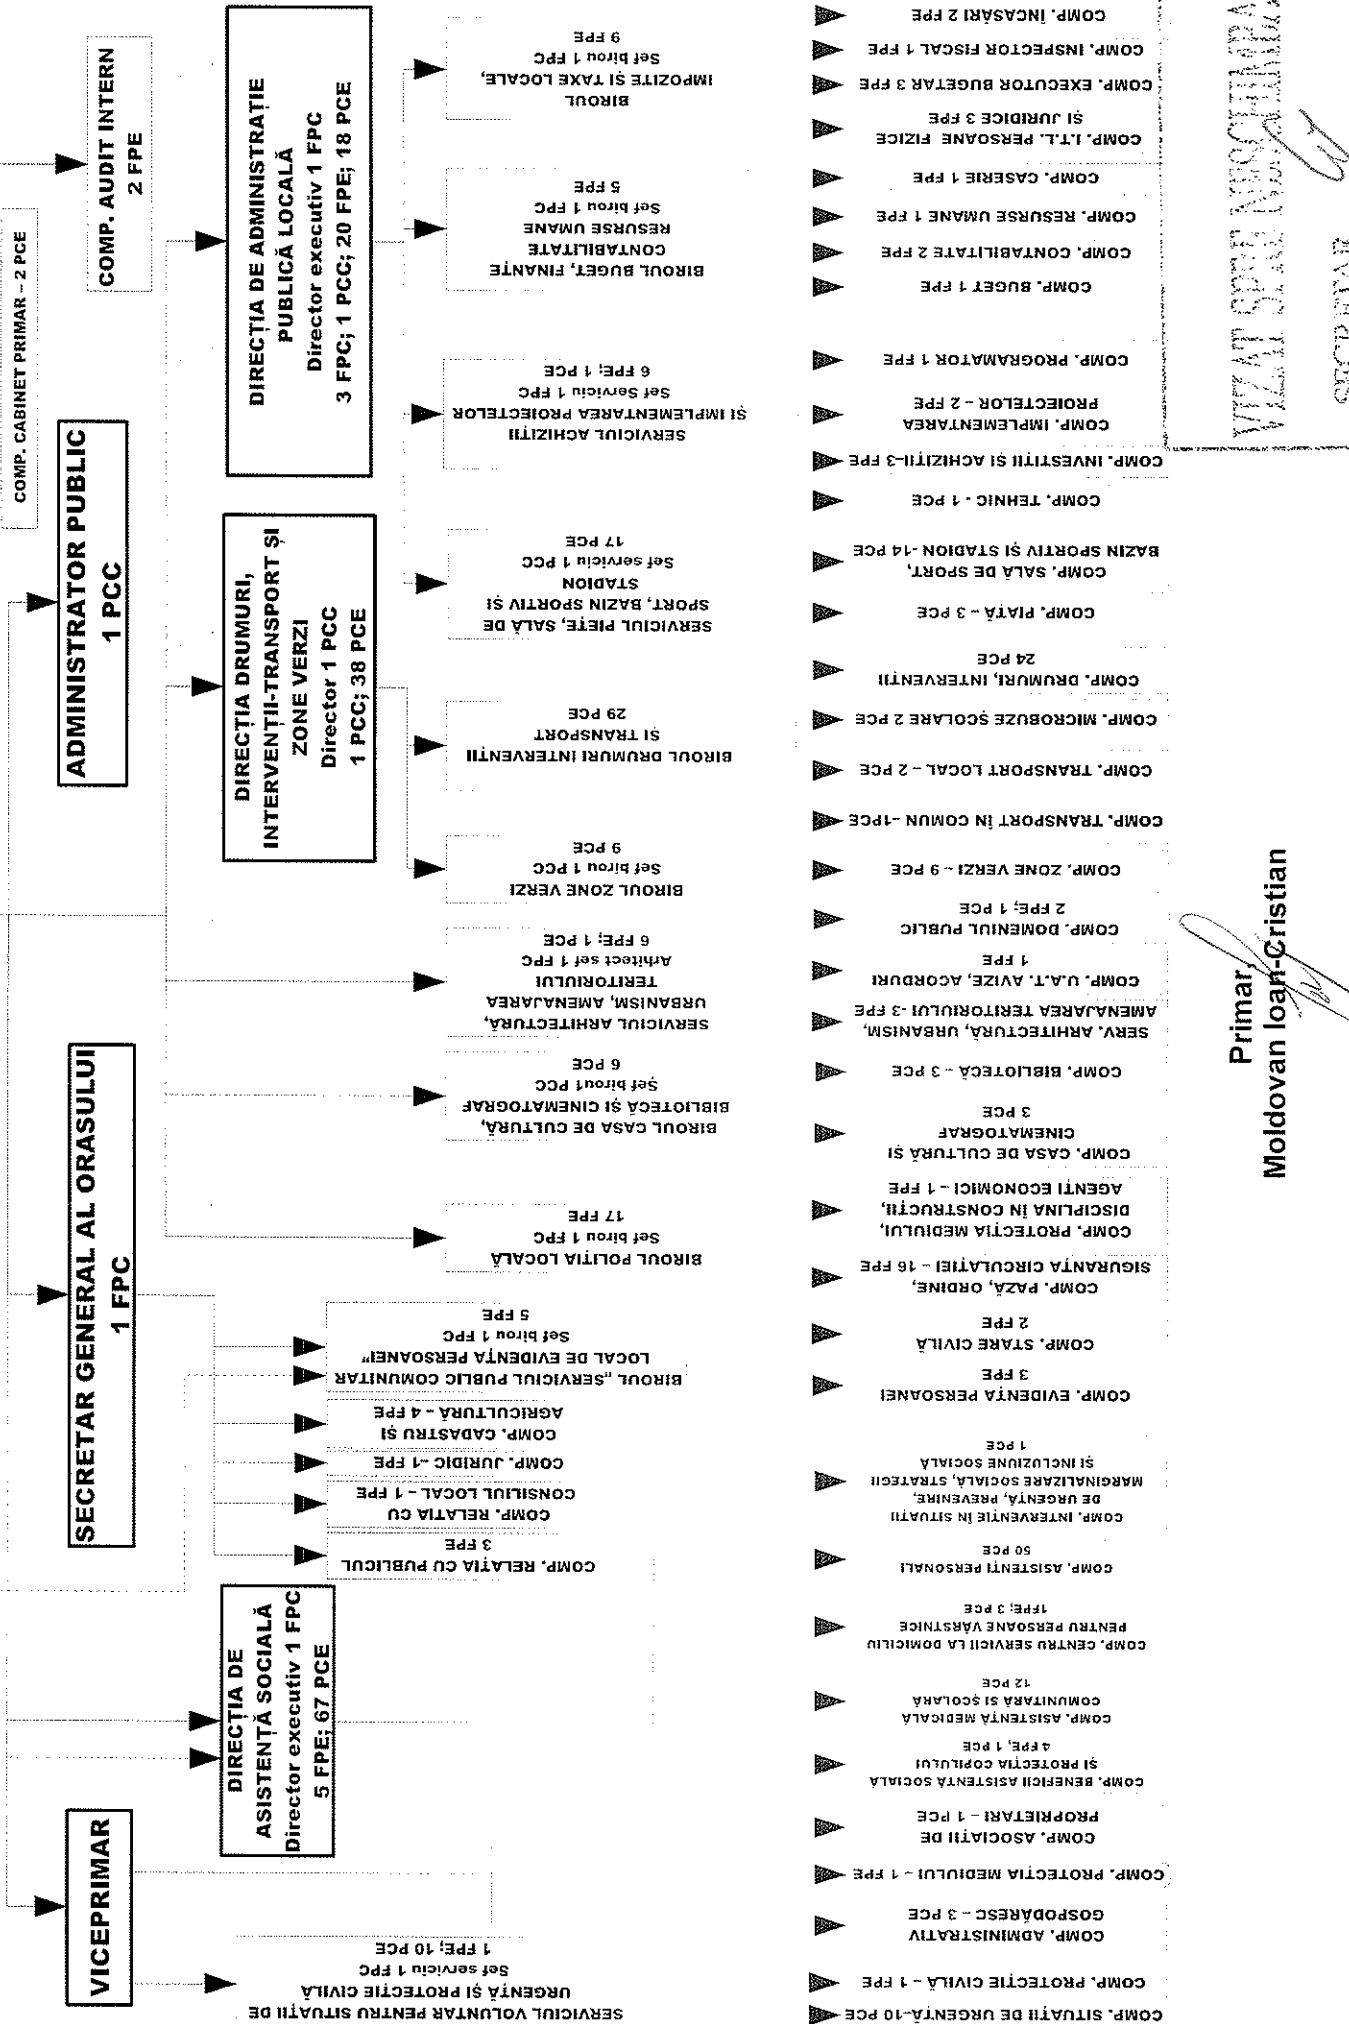 COMP. CABINET PRIMAR – 2 PCE
COMP. AUDIT INTERN
2 FPE
ADMINISTRATOR PUBLIC
1 PCC
SECRETAR GENERAL AL ORASULUI
1 FPC
VICEPRIMAR
DIRECȚIA DE ADMINISTRAȚIE
PUBLICĂ LOCALĂ
Director executiv 1 FPC
3 FPC; 1 PCC; 20 FPE; 18 PCE
DIRECȚIA DRUMURI,
INTERVENȚII-TRANSPORT ȘI
ZONE VERZI
Director 1 PCC
1 PCC; 38 PCE
DIRECȚIA DE
ASISTENȚĂ SOCIALĂ
Director executiv 1 FPC
5 FPE; 67 PCE
SERVICIUL VOLUNTAR PENTRU SITUAȚII DE
URGENȚĂ ȘI PROTECȚIE CIVILĂ
Sef serviciu 1 FPC
1 FPE; 10 PCE
COMP. RELAȚIA CU PUBLICUL
3 FPE
COMP. RELATIA CU
CONSILIUL LOCAL – 1 FPE
COMP. JURIDIC –1 FPE
COMP. CADASTRU ȘI
AGRICULTURĂ – 4 FPE
BIROUL „SERVICIUL PUBLIC COMUNITAR
LOCAL DE EVIDENȚA PERSOANEI”
Sef birou 1 FPC
5 FPE
BIROUL POLIȚIA LOCALĂ
Sef birou 1 FPC
17 FPE
BIROUL CASA DE CULTURĂ,
BIBLIOTECĂ ȘI CINEMATOGRAF
Șef birou1 PCC
6 PCE
SERVICIUL ARHITECTURĂ,
URBANISM, AMENAJAREA
TERITORIULUI
Arhitect sef 1 FPC
6 FPE; 1 PCE
BIROUL ZONE VERZI
Sef birou 1 PCC
9 PCE
BIROUL DRUMURI INTERVENȚII
ȘI TRANSPORT
29 PCE
SERVICIUL PIEȚE, SALĂ DE
SPORT, BAZIN SPORTIV ȘI
STADION
Sef serviciu 1 PCC
17 PCE
SERVICIUL ACHIZIȚII
ȘI IMPLEMENTAREA PROIECTELOR
Sef Serviciu 1 FPC
6 FPE; 1 PCE
BIROUL BUGET, FINANȚE
CONTABILITATE
RESURSE UMANE
Sef birou 1 FPC
5 FPE
BIROUL
IMPOZITE ȘI TAXE LOCALE,
Sef birou 1 FPC
9 FPE
COMP. SITUAȚII DE URGENȚĂ–10 PCE
COMP. PROTECȚIE CIVILĂ – 1 FPE
COMP. ADMINISTRATIV
GOSPODĂRESC – 3 PCE
COMP. PROTECȚIA MEDIULUI – 1 FPE
COMP. ASOCIAȚII DE
PROPRIETARI – 1 PCE
COMP. BENEFICII ASISTENȚĂ SOCIALĂ
ȘI PROTECȚIA COPILULUI
4 FPE, 1 PCE
COMP. ASISTENȚĂ MEDICALĂ
COMUNITARĂ SI ȘCOLARĂ
12 PCE
COMP. CENTRU SERVICII LA DOMICILIU
PENTRU PERSOANE VÂRSTNICE
1FPE; 3 PCE
COMP. ASISTENȚI PERSONALI
50 PCE
COMP. INTERVENȚIE ÎN SITUAȚII
DE URGENȚĂ, PREVENIRE,
MARGINALIZARE SOCIALĂ, STRATEGII
ȘI INCLUZIUNE SOCIALĂ
1 PCE
COMP. EVIDENȚA PERSOANEI
3 FPE
COMP. STARE CIVILĂ
2 FPE
COMP. PAZĂ, ORDINE,
SIGURANȚA CIRCULAȚIEI – 16 FPE
COMP. PROTECȚIA MEDIULUI,
DISCIPLINA ÎN CONSTRUCȚII,
AGENȚI ECONOMICI – 1 FPE
COMP. CASA DE CULTURĂ ȘI
CINEMATOGRAF
3 PCE
COMP. BIBLIOTECĂ – 3 PCE
SERV. ARHITECTURĂ, URBANISM,
AMENAJAREA TERITORIULUI -3 FPE
COMP. U.A.T. AVIZE, ACORDURI
1 FPE
COMP. DOMENIUL PUBLIC
2 FPE; 1 PCE
COMP. ZONE VERZI – 9 PCE
COMP. TRANSPORT ÎN COMUN –1PCE
COMP. TRANSPORT LOCAL – 2 PCE
COMP. MICROBUZE ȘCOLARE 2 PCE
COMP. DRUMURI, INTERVENȚII
24 PCE
COMP. PIAȚĂ – 3 PCE
COMP. SALĂ DE SPORT,
BAZIN SPORTIV ȘI STADION -14 PCE
COMP. TEHNIC - 1 PCE
COMP. INVESTIȚII ȘI ACHIZIȚII–3 FPE
COMP. IMPLEMENTAREA
PROIECTELOR – 2 FPE
COMP. PROGRAMATOR 1 FPE
COMP. BUGET 1 FPE
COMP. CONTABILITATE 2 FPE
COMP. RESURSE UMANE 1 FPE
COMP. CASERIE 1 FPE
COMP. I.T.L. PERSOANE FIZICE
ȘI JURIDICE 3 FPE
COMP. EXECUTOR BUGETAR 3 FPE
COMP. INSPECTOR FISCAL 1 FPE
COMP. ÎNCASĂRI 2 FPE
Primar,
Moldovan Ioan-Cristian
VIZAT SPRE